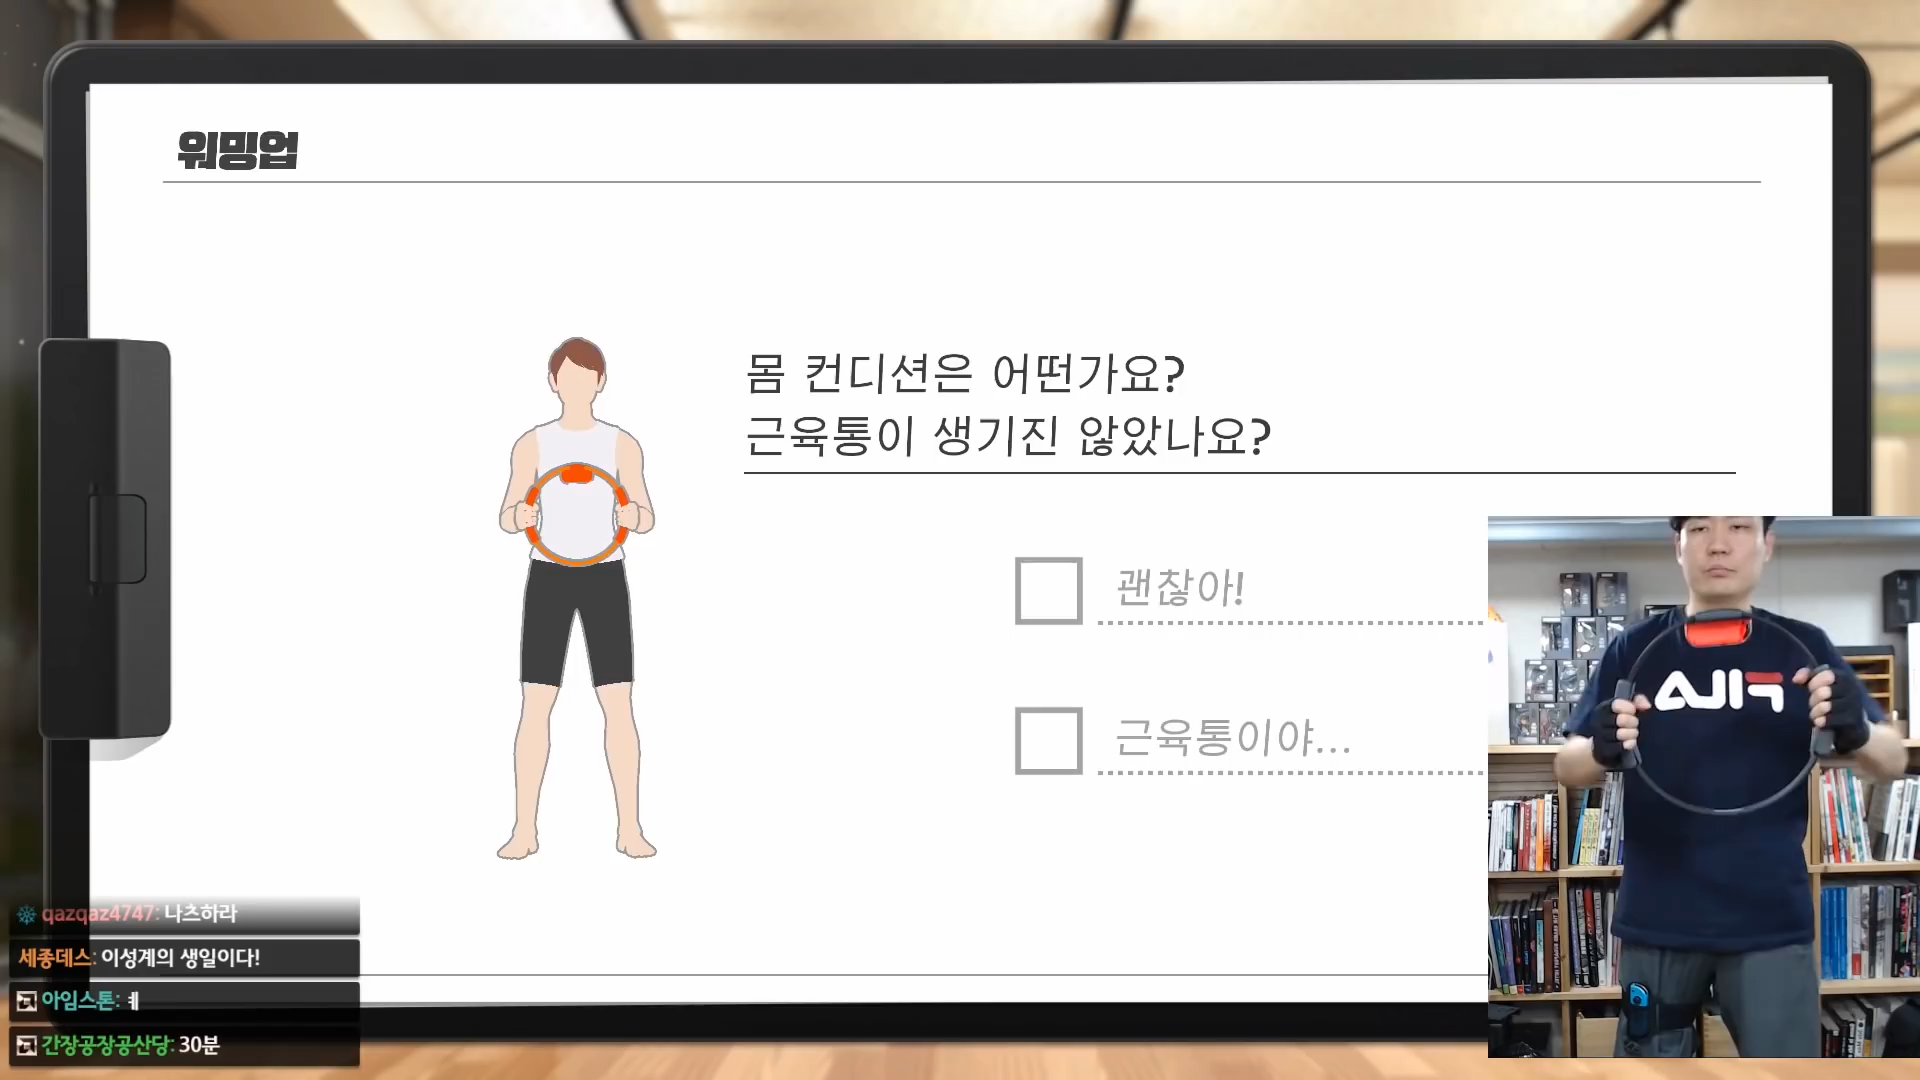 워밍업
몸 컨디션은 어떤가요?
근육통이 생기진 않았나요?
괜찮아!
근육통이야...
FILA
qazqaz4747: 나츠하라
세종데스: 이성계의 생일이다!
아임스톤: ㅖ
간장공장공산당: 30분